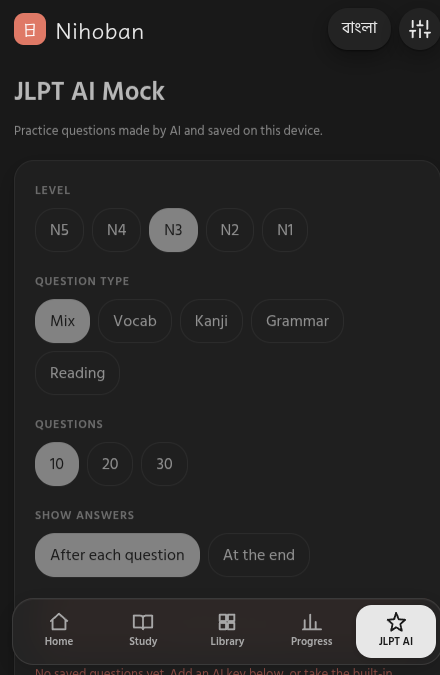 日 Nihoban
বাংলা
JLPT AI Mock
Practice questions made by AI and saved on this device.
LEVEL
N5 N4 N3 N2 N1
QUESTION TYPE
Mix Vocab Kanji Grammar
Reading
QUESTIONS
10 20 30
SHOW ANSWERS
After each question At the end
Home Study Library Progress JLPT AI
No saved questions yet. Add an AI key below, or take the built-in